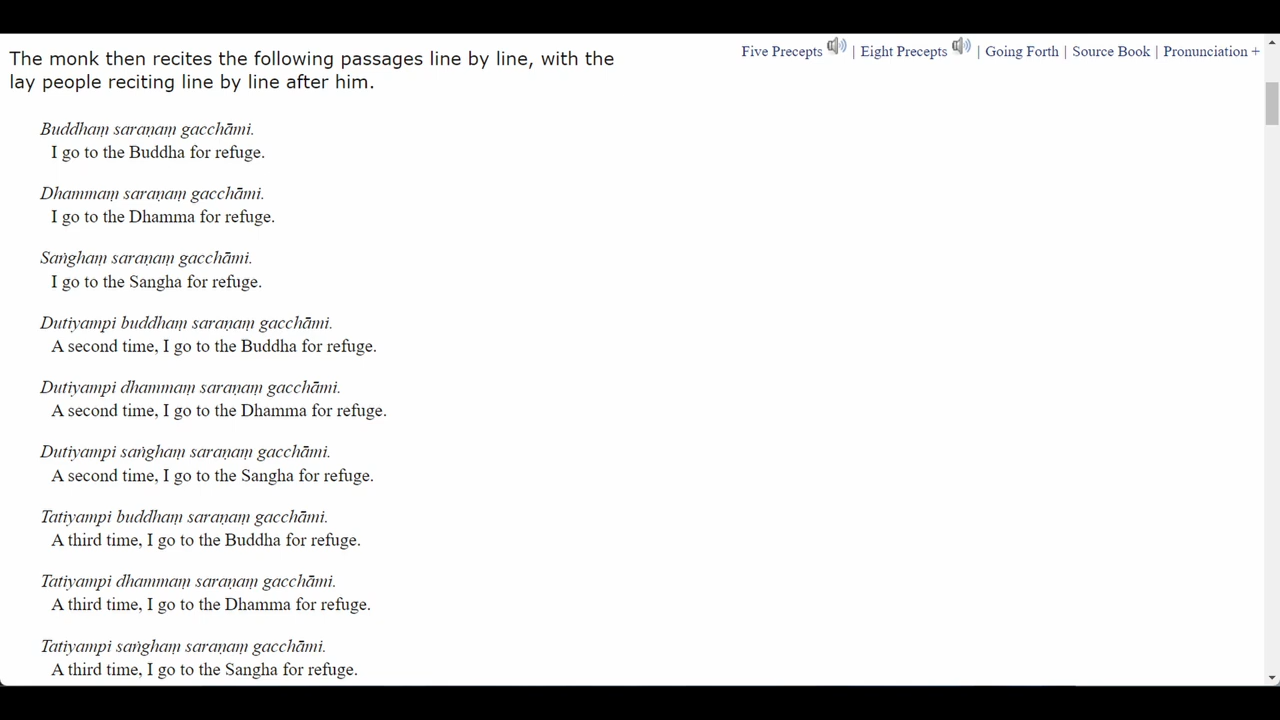 Five Precepts | Eight Precepts | Going Forth | Source Book | Pronunciation +
The monk then recites the following passages line by line, with the
lay people reciting line by line after him.
Buddhaṃ saraṇaṃ gacchāmi.
I go to the Buddha for refuge.
Dhammaṃ saraṇaṃ gacchāmi.
I go to the Dhamma for refuge.
Saṅghaṃ saraṇaṃ gacchāmi.
I go to the Sangha for refuge.
Dutiyampi buddhaṃ saraṇaṃ gacchāmi.
A second time, I go to the Buddha for refuge.
Dutiyampi dhammaṃ saraṇaṃ gacchāmi.
A second time, I go to the Dhamma for refuge.
Dutiyampi saṅghaṃ saraṇaṃ gacchāmi.
A second time, I go to the Sangha for refuge.
Tatiyampi buddhaṃ saraṇaṃ gacchāmi.
A third time, I go to the Buddha for refuge.
Tatiyampi dhammaṃ saraṇaṃ gacchāmi.
A third time, I go to the Dhamma for refuge.
Tatiyampi saṅghaṃ saraṇaṃ gacchāmi.
A third time, I go to the Sangha for refuge.